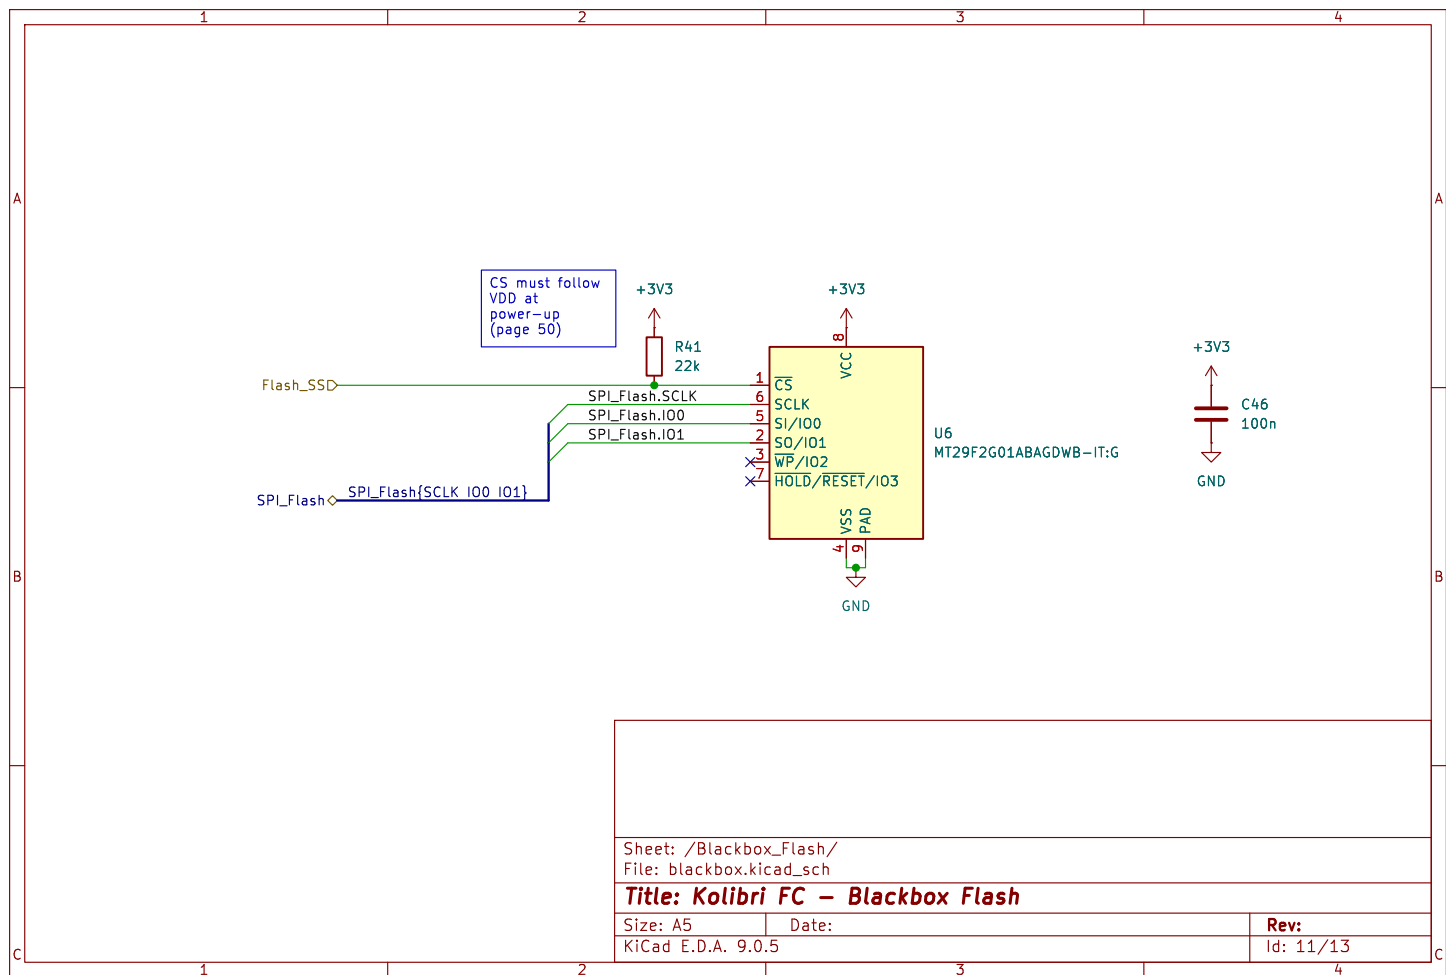 1
2
3
4
A
A
CS must follow
VDD at
power-up
(page 50)
+3V3
+3V3
R41
22k
8
VCC
+3V3
C46
100n
GND
Flash_SS
1
CS
SPI_Flash.SCLK
6
SCLK
SPI_Flash.IO0
5
SI/IO0
SPI_Flash.IO1
2
SO/IO1
3
WP/IO2
7
HOLD/RESET/IO3
U6
MT29F2G01ABAGDWB-IT:G
SPI_Flash
SPI_Flash{SCLK IO0 IO1}
VSS
PAD
4
9
GND
B
B
Sheet: /Blackbox_Flash/
File: blackbox.kicad_sch
Title: Kolibri FC - Blackbox Flash
Size: A5
Date:
Rev:
KiCad E.D.A. 9.0.5
Id: 11/13
C
C
1
2
3
4